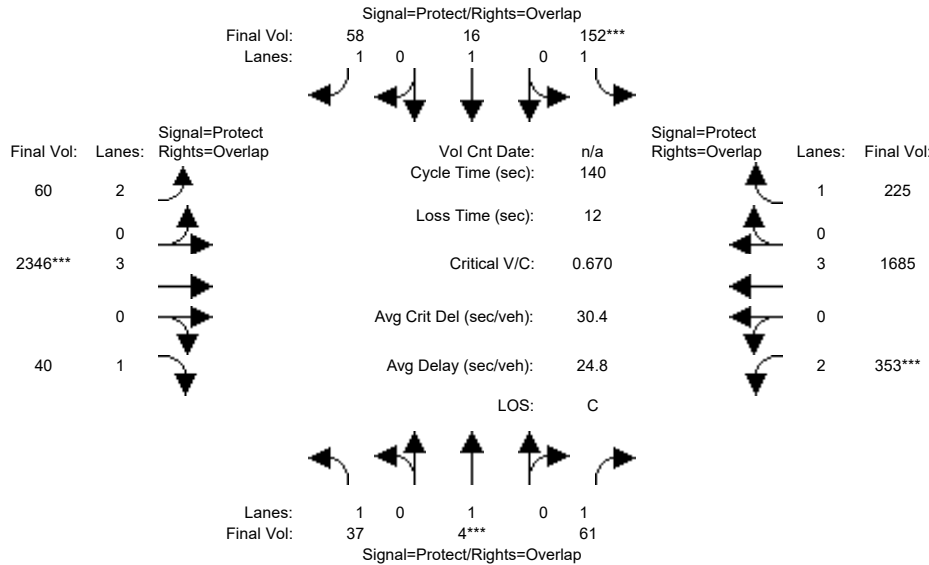 Signal=Protect/Rights=Overlap
Final Vol: 58 16 152***
Lanes: 1 0 1 0 1
Signal=Protect Signal=Protect
Final Vol: Lanes: Rights=Overlap Vol Cnt Date: n/a Rights=Overlap Lanes: Final Vol:
Cycle Time (sec): 140
60 2 1 225
Loss Time (sec): 12
0 0
2346*** 3 Critical V/C: 0.670 3 1685
0 Avg Crit Del (sec/veh): 30.4 0
40 1 Avg Delay (sec/veh): 24.8 2 353***
LOS: C
Lanes: 1 0 1 0 1
Final Vol: 37 4*** 61
Signal=Protect/Rights=Overlap